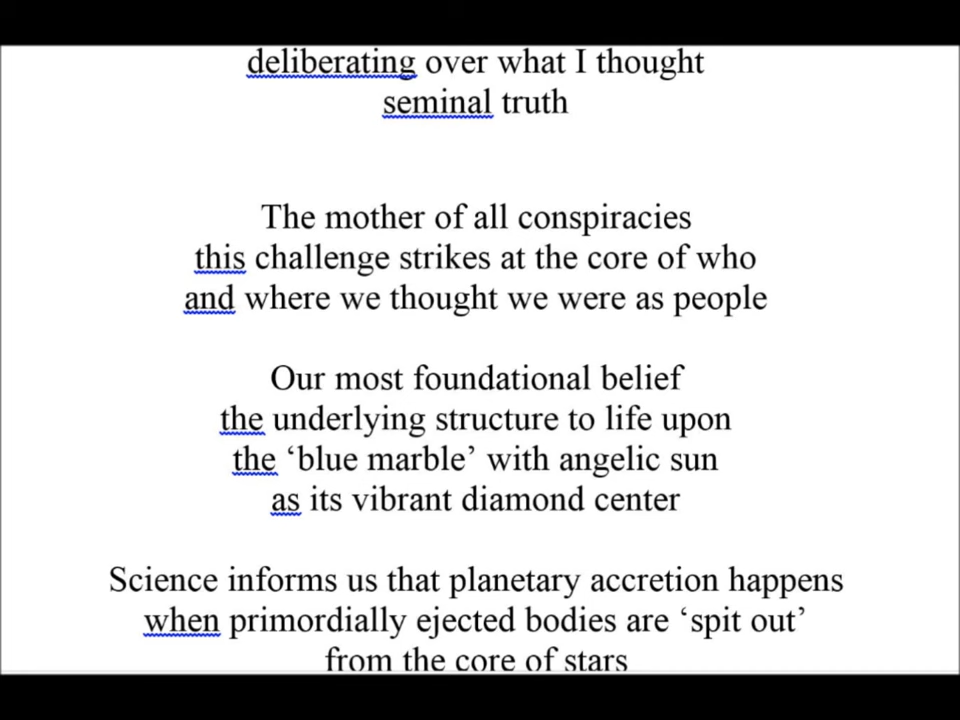 deliberating over what I thought
seminal truth
The mother of all conspiracies
this challenge strikes at the core of who
and where we thought we were as people
Our most foundational belief
the underlying structure to life upon
the ‘blue marble’ with angelic sun
as its vibrant diamond center
Science informs us that planetary accretion happens
when primordially ejected bodies are ‘spit out’
from the core of stars